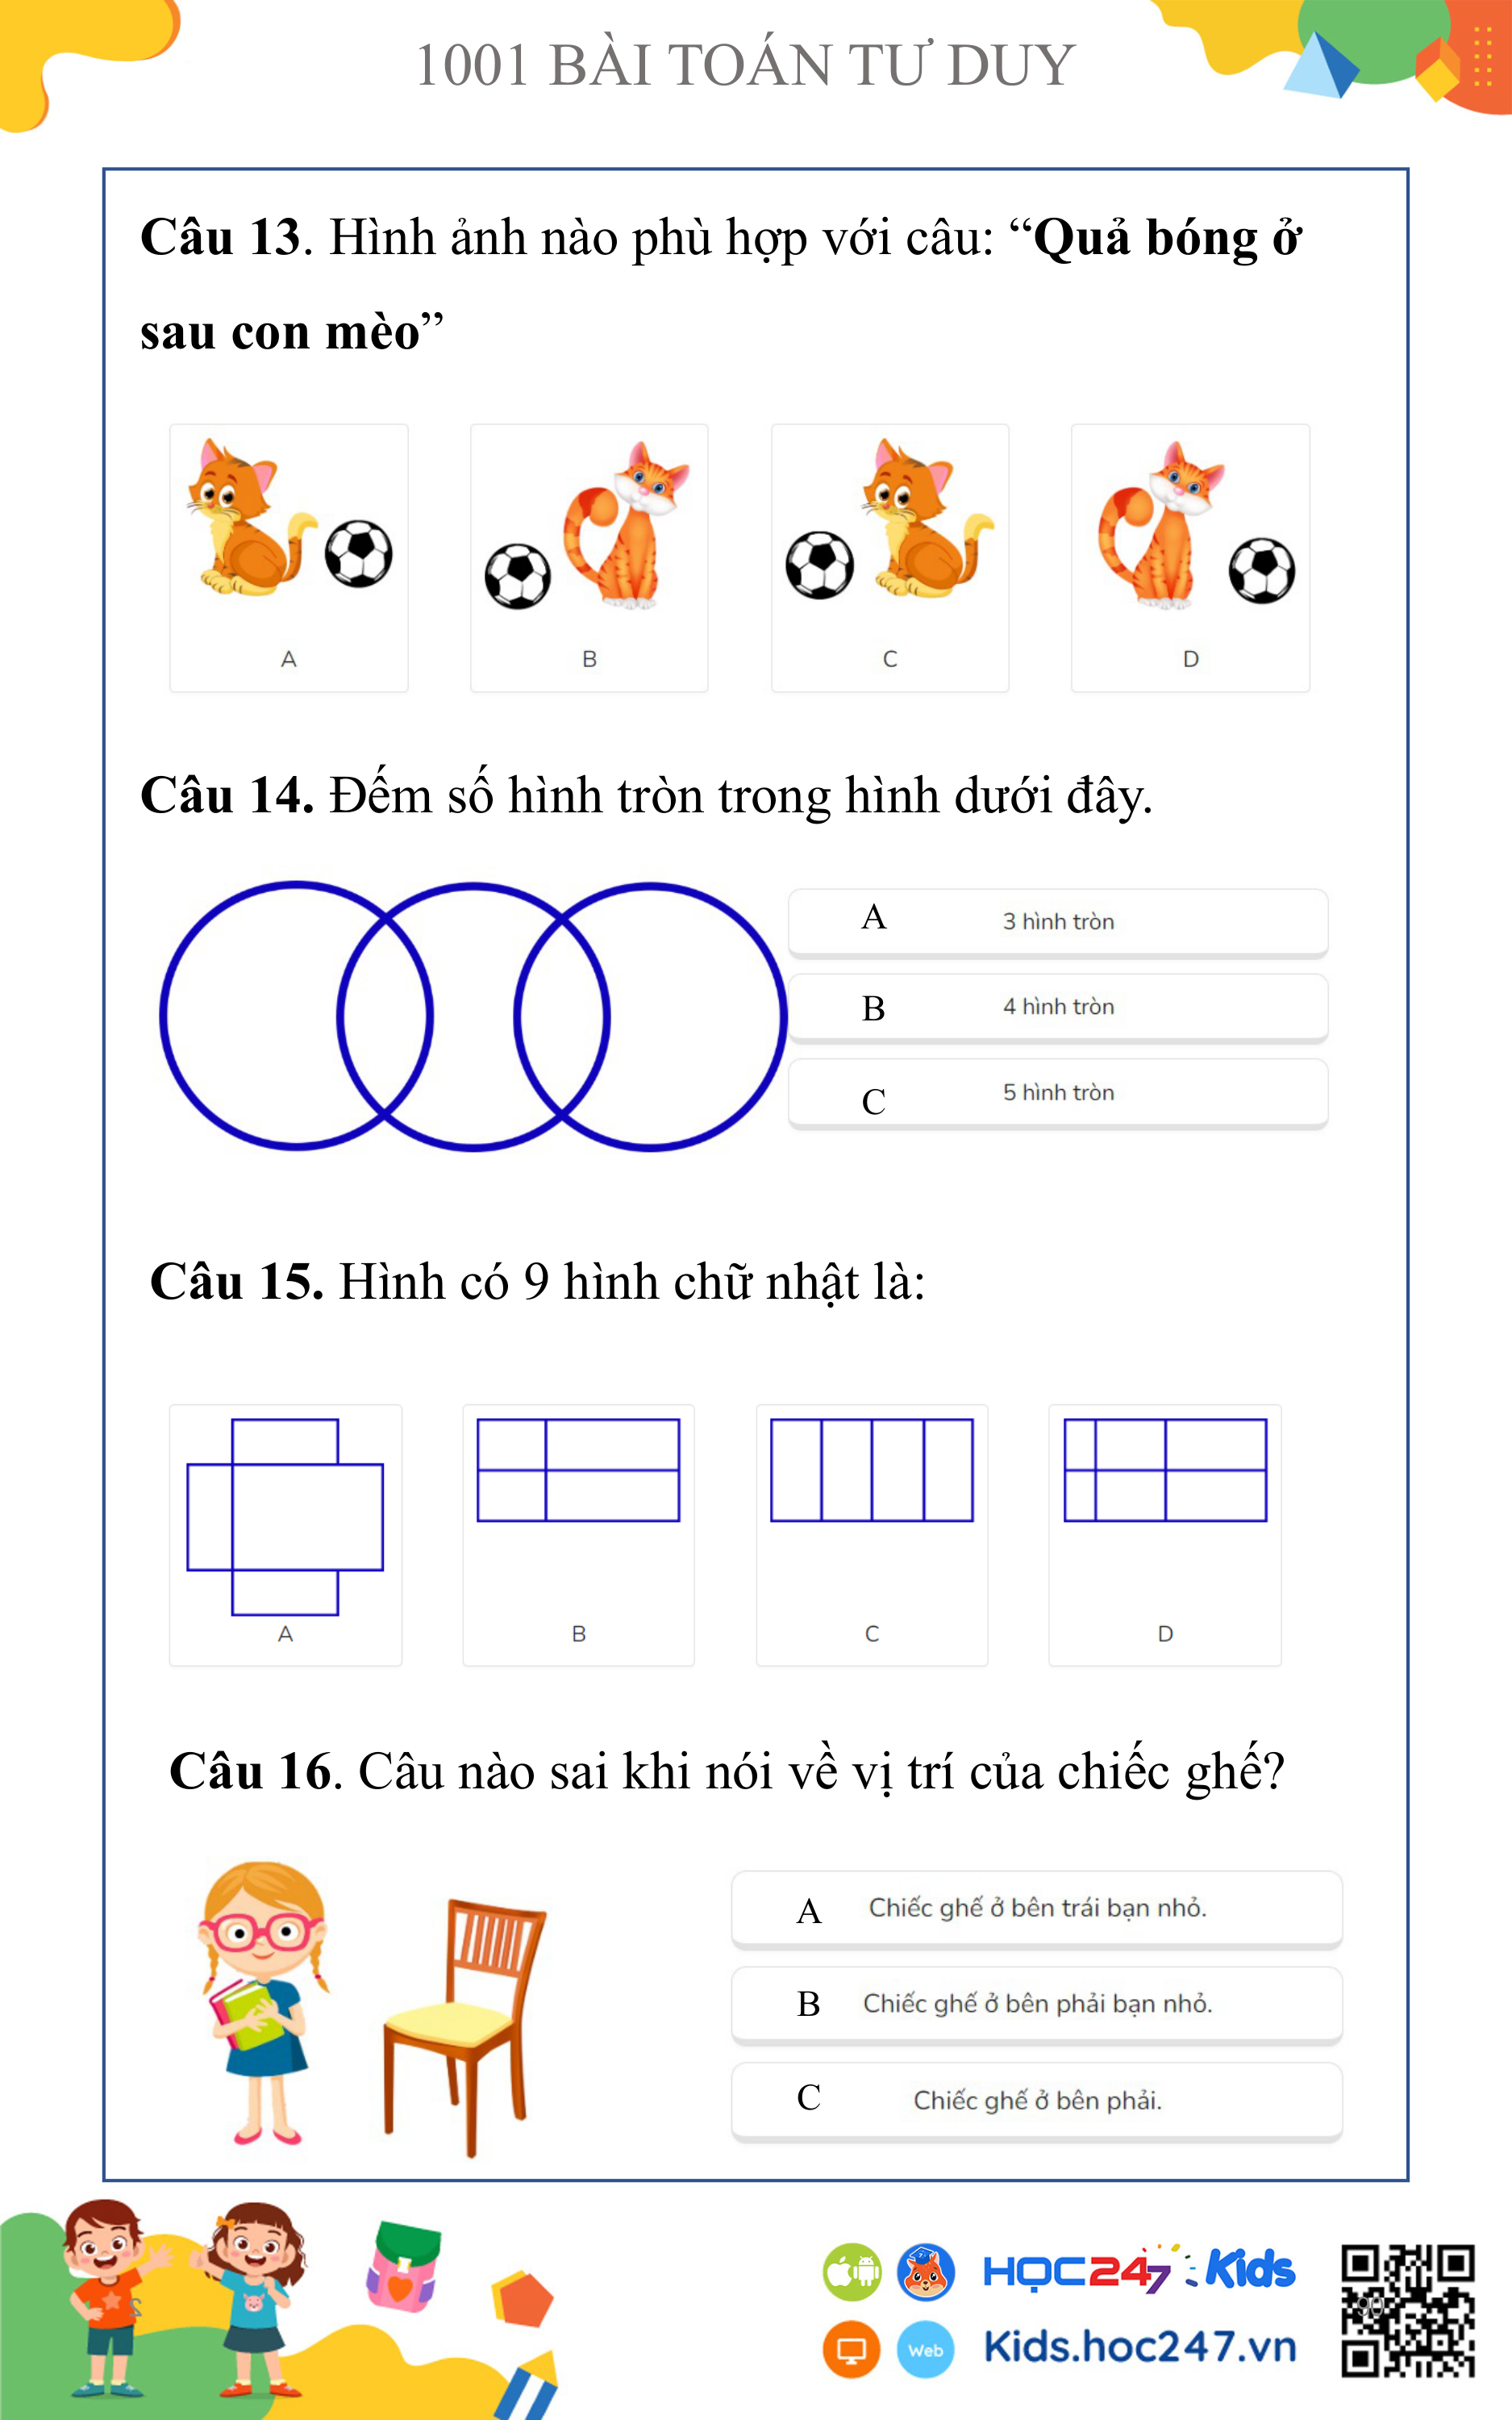 1001 BÀI TOÁN TƯ DUY
Câu 13. Hình ảnh nào phù hợp với câu: “Quả bóng ở
sau con mèo”
A
B
C
D
Câu 14. Đếm số hình tròn trong hình dưới đây.
A 3 hình tròn
B 4 hình tròn
C 5 hình tròn
Câu 15. Hình có 9 hình chữ nhật là:
A
B
C
D
Câu 16. Câu nào sai khi nói về vị trí của chiếc ghế?
A Chiếc ghế ở bên trái bạn nhỏ.
B Chiếc ghế ở bên phải bạn nhỏ.
C Chiếc ghế ở bên phải.
HỌC247 Kids
Web Kids.hoc247.vn
90